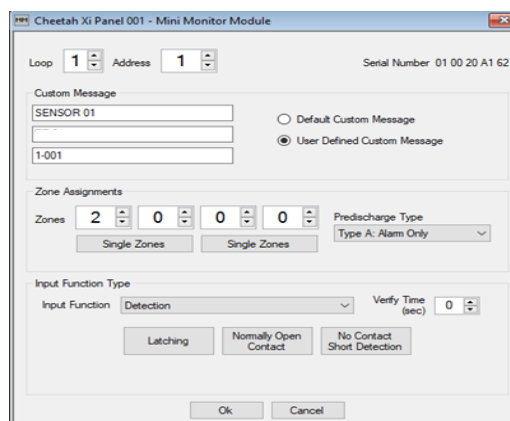 MM Cheetah Xi Panel 001 - Mini Monitor Module
Loop 1 Address 1 Serial Number 01 00 20 A1 62
Custom Message
SENSOR 01
Default Custom Message
User Defined Custom Message
1-001
Zone Assignments
Zones 2 0 0 0
Predischarge Type
Type A: Alarm Only
Single Zones Single Zones
Input Function Type
Input Function Detection
Verify Time
(sec) 0
Latching
Normally Open
Contact
No Contact
Short Detection
Ok Cancel